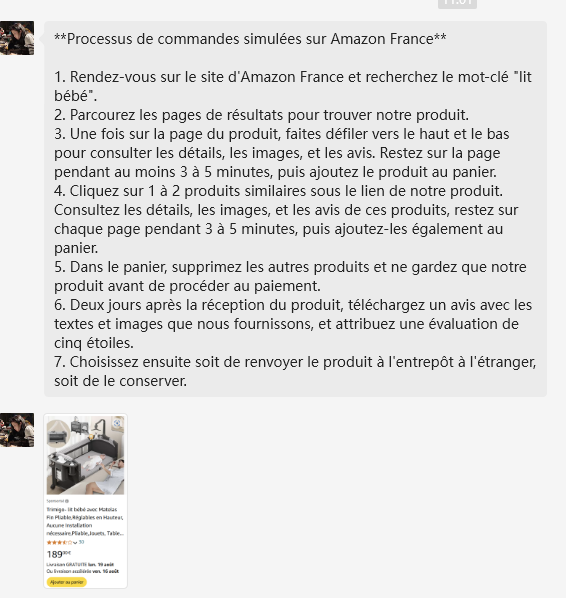 **Processus de commandes simulées sur Amazon France**
1. Rendez-vous sur le site d'Amazon France et recherchez le mot-clé "lit
bébé".
2. Parcourez les pages de résultats pour trouver notre produit.
3. Une fois sur la page du produit, faites défiler vers le haut et le bas
pour consulter les détails, les images, et les avis. Restez sur la page
pendant au moins 3 à 5 minutes, puis ajoutez le produit au panier.
4. Cliquez sur 1 à 2 produits similaires sous le lien de notre produit.
Consultez les détails, les images, et les avis de ces produits, restez sur
chaque page pendant 3 à 5 minutes, puis ajoutez-les également au
panier.
5. Dans le panier, supprimez les autres produits et ne gardez que notre
produit avant de procéder au paiement.
6. Deux jours après la réception du produit, téléchargez un avis avec les
textes et images que nous fournissons, et attribuez une évaluation de
cinq étoiles.
7. Choisissez ensuite soit de renvoyer le produit à l'entrepôt à l'étranger,
soit de le conserver.
lit bébé avec Matelas
Fin Pliable,Réglables en Hauteur,
Aucune Installation
nécessaire,Pliable,Jouets, Table...
189
Livraison GRATUITE lun. 19 août
Ou livraison accélérée ven. 16 août
Ajouter au panier